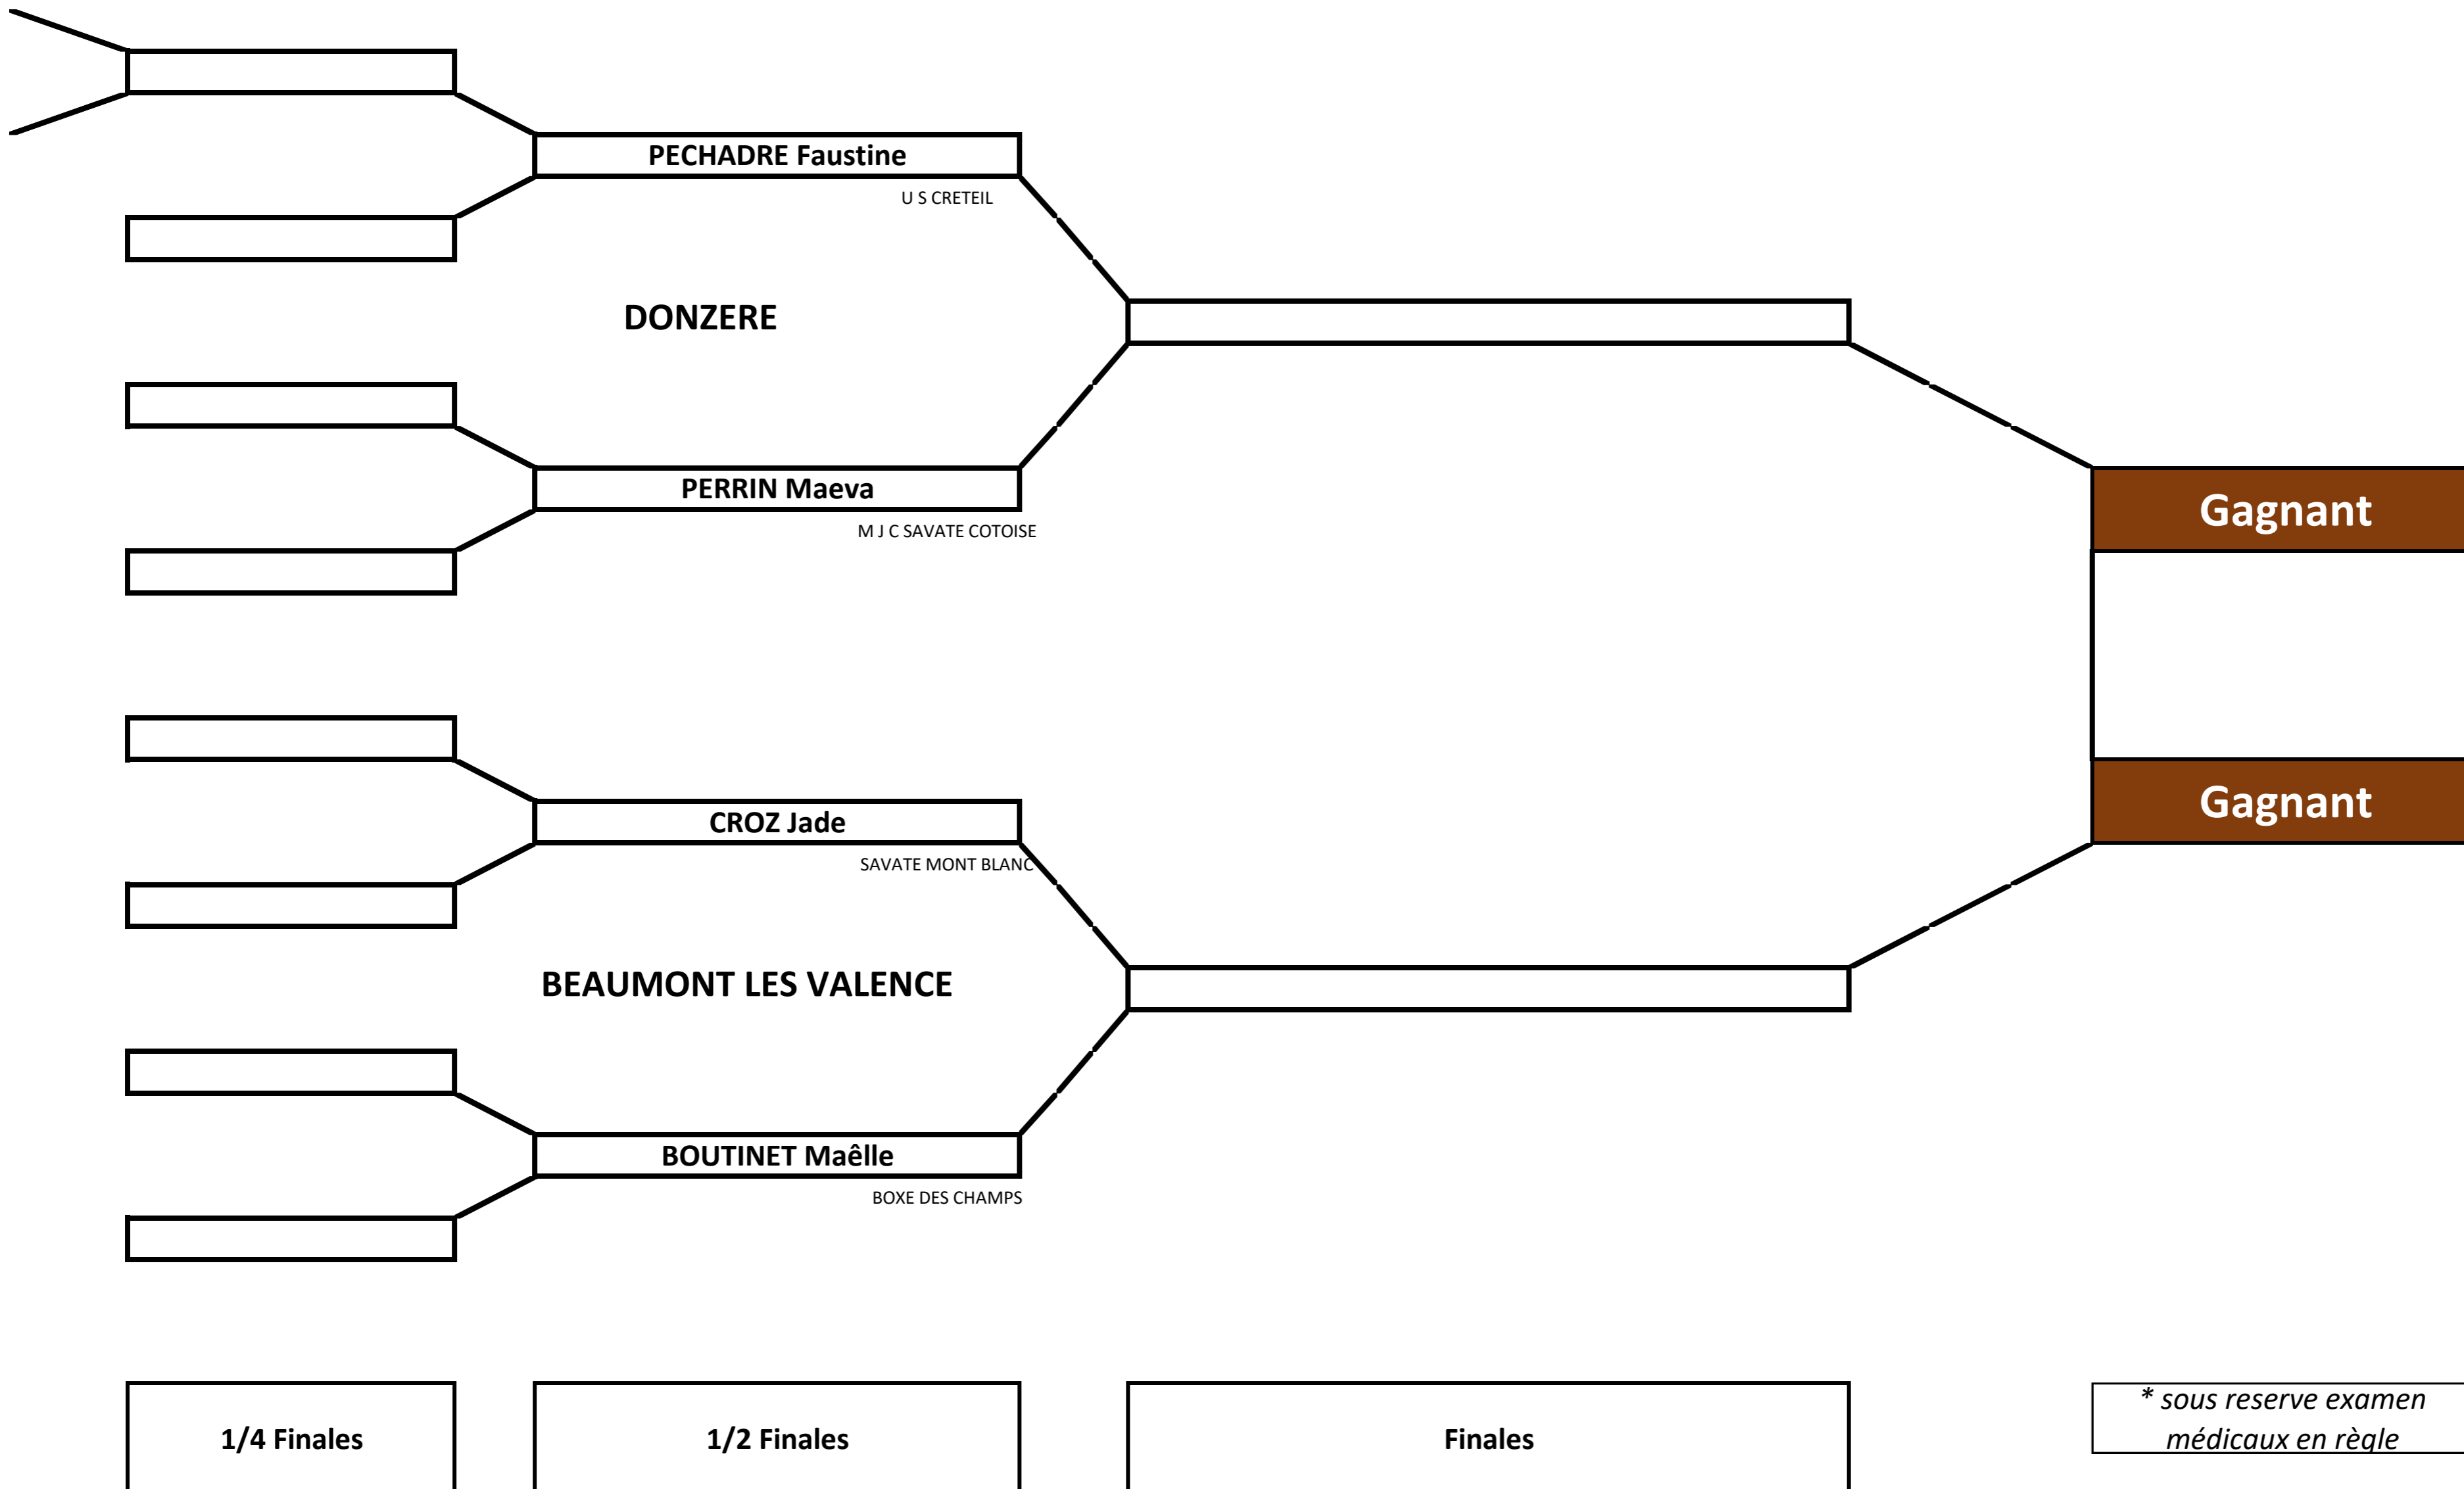 PECHADRE Faustine
U S CRETEIL
DONZERE
PERRIN Maeva
M J C SAVATE COTOISE
Gagnant
Gagnant
CROZ Jade
SAVATE MONT BLANC
BEAUMONT LES VALENCE
BOUTINET Maêlle
BOXE DES CHAMPS
1/4 Finales
1/2 Finales
Finales
* sous reserve examen
médicaux en règle